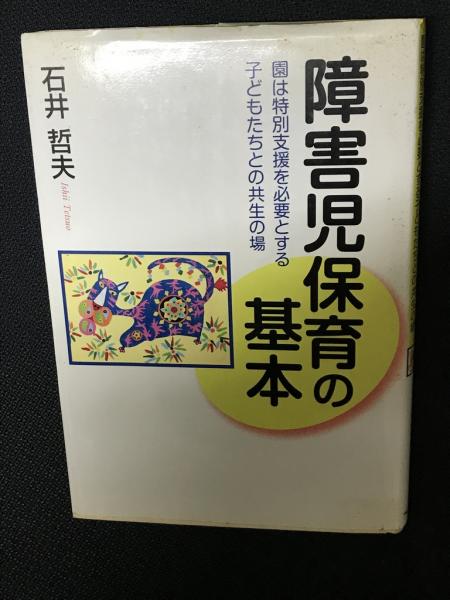 障害児保育の
基本
園は特別支援を必要とする
子どもたちとの共生の場
石井 哲夫
Ishii Tetsuo